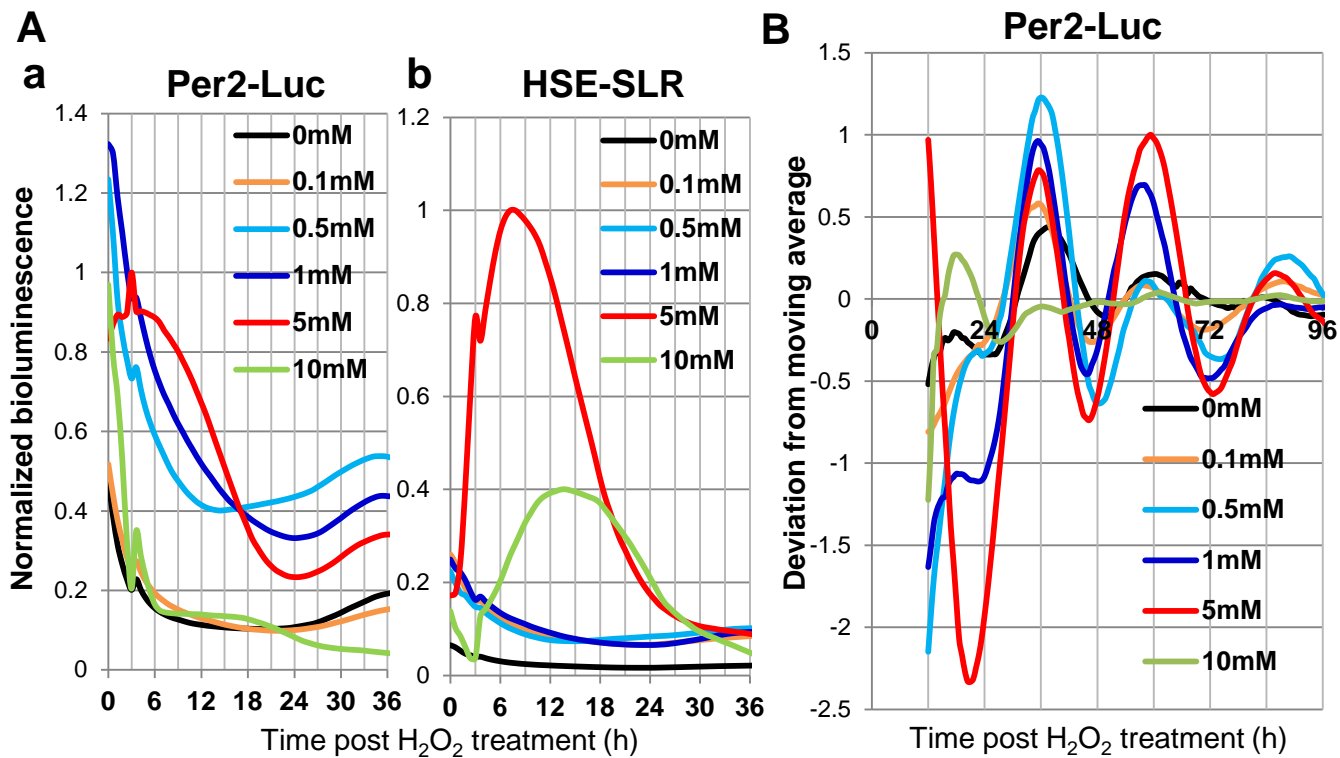 A
a
Per2-Luc
Normalized bioluminescence
1.4
1.2
1
0.8
0.6
0.4
0.2
0
0mM
0.1mM
0.5mM
1mM
5mM
10mM
0 6 12 18 24 30 36
b
HSE-SLR
1.2
1
0.8
0.6
0.4
0.2
0
0mM
0.1mM
0.5mM
1mM
5mM
10mM
0 6 12 18 24 30 36
Time post H₂O₂ treatment (h)
B
Per2-Luc
Deviation from moving average
1.5
1
0.5
0
-0.5
-1
-1.5
-2
-2.5
0 24 48 72 96
0mM
0.1mM
0.5mM
1mM
5mM
10mM
Time post H₂O₂ treatment (h)